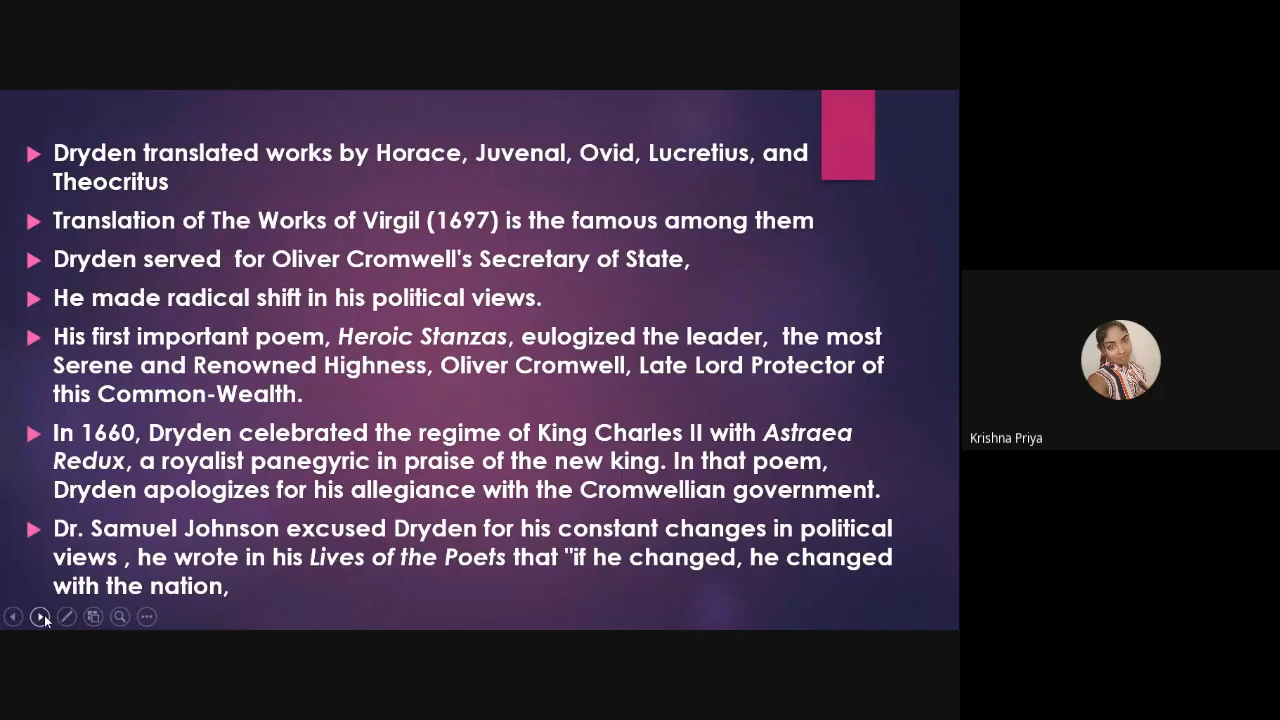 Dryden translated works by Horace, Juvenal, Ovid, Lucretius, and
Theocritus
Translation of The Works of Virgil (1697) is the famous among them
Dryden served  for Oliver Cromwell's Secretary of State,
He made radical shift in his political views.
His first important poem, Heroic Stanzas, eulogized the leader,  the most
Serene and Renowned Highness, Oliver Cromwell, Late Lord Protector of
this Common-Wealth.
In 1660, Dryden celebrated the regime of King Charles II with Astraea
Redux, a royalist panegyric in praise of the new king. In that poem,
Dryden apologizes for his allegiance with the Cromwellian government.
Dr. Samuel Johnson excused Dryden for his constant changes in political
views , he wrote in his Lives of the Poets that "if he changed, he changed
with the nation,
Krishna Priya